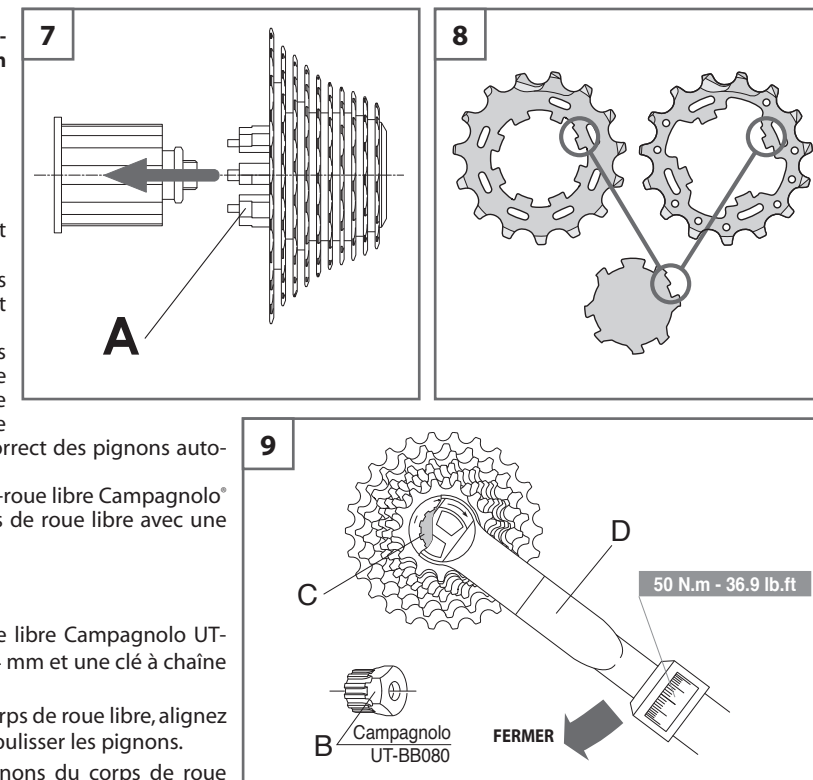 -
n
7
A
8
t
s
t
s
e
e
e
orrect des pignons auto-
-roue libre Campagnolo®
s de roue libre avec une
9
C
D
50 N.m - 36.9 lb.ft
B
Campagnolo
UT-BB080
FERMER
e libre Campagnolo UT-
mm et une clé à chaîne
rps de roue libre, alignez
oulisser les pignons.
nons du corps de roue